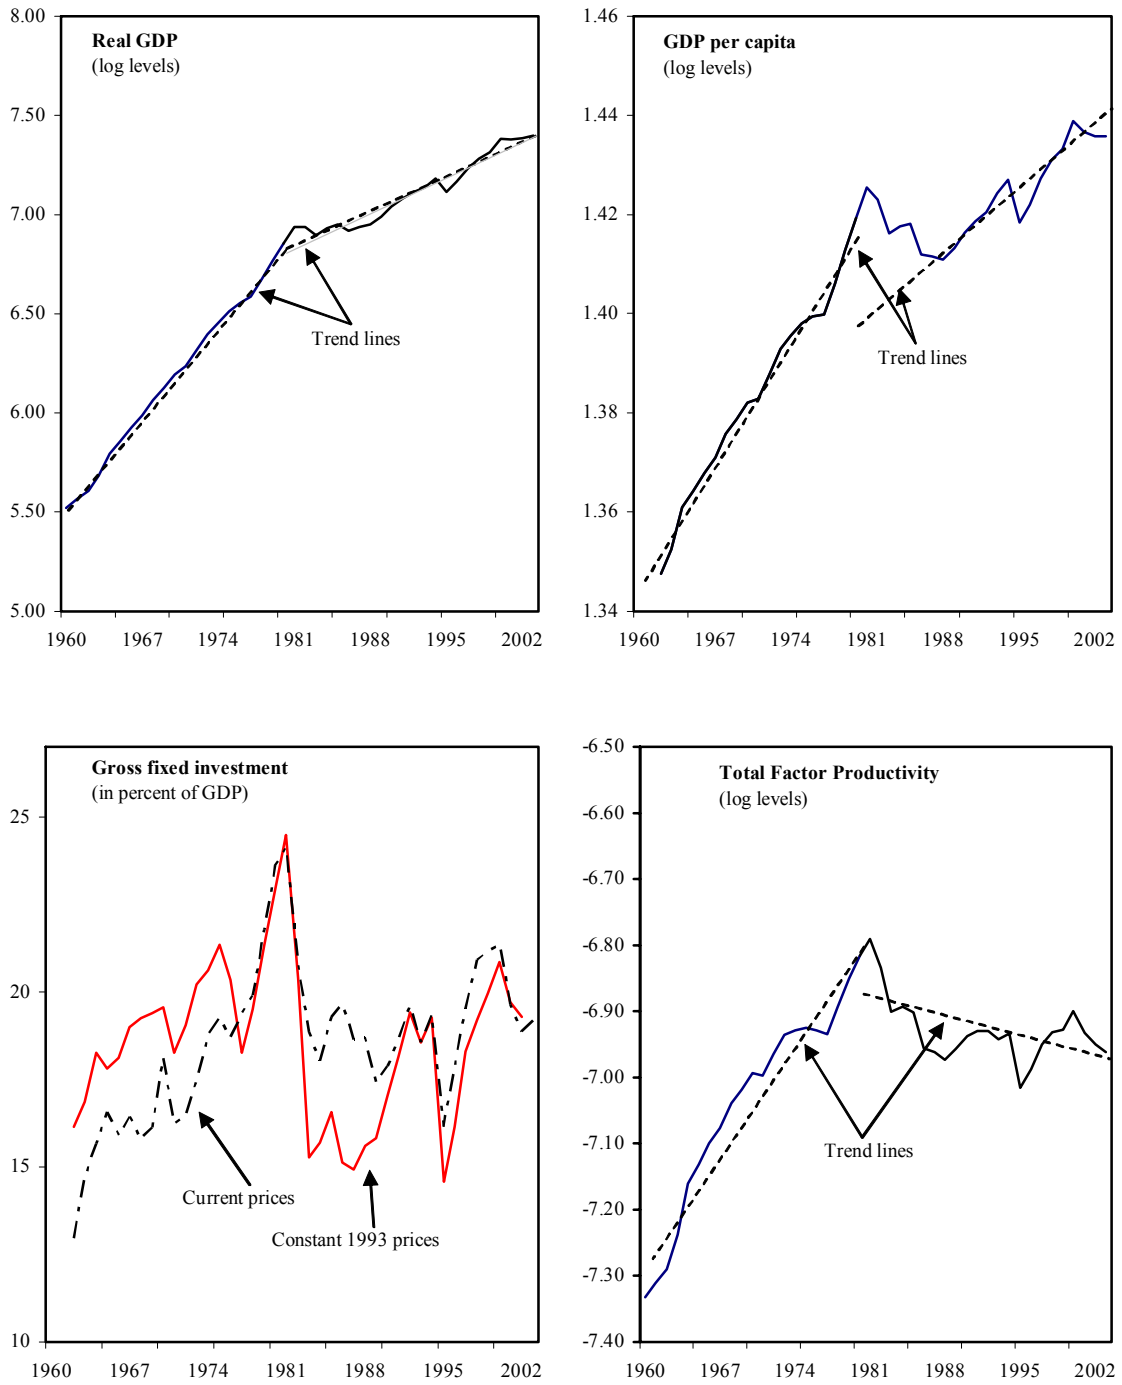 Real GDP
(log levels)
8.00
7.50
7.00
6.50
6.00
5.50
5.00
Trend lines
1960 1967 1974 1981 1988 1995 2002
GDP per capita
(log levels)
1.46
1.44
1.42
1.40
1.38
1.36
1.34
Trend lines
1960 1967 1974 1981 1988 1995 2002
Gross fixed investment
(in percent of GDP)
25
20
15
10
Current prices
Constant 1993 prices
1960 1967 1974 1981 1988 1995 2002
Total Factor Productivity
(log levels)
-6.50
-6.60
-6.70
-6.80
-6.90
-7.00
-7.10
-7.20
-7.30
-7.40
Trend lines
1960 1967 1974 1981 1988 1995 2002